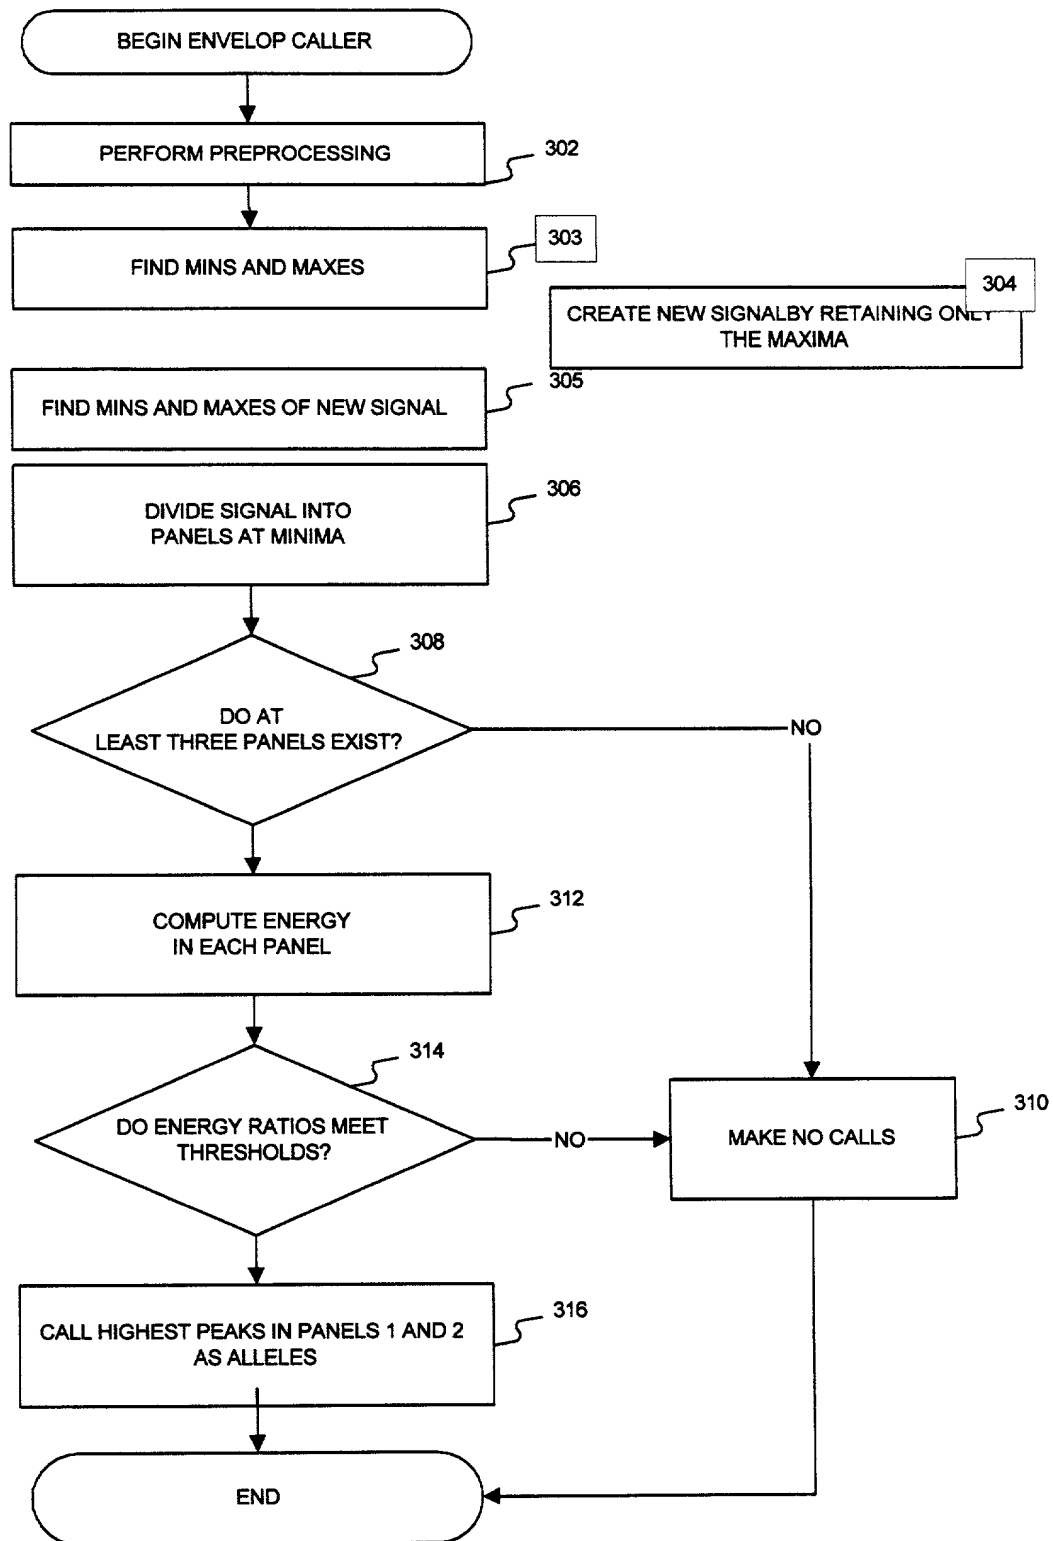 BEGIN ENVELOP CALLER
PERFORM PREPROCESSING
302
FIND MINS AND MAXES
303
304
CREATE NEW SIGNALBY RETAINING ONLY
THE MAXIMA
305
FIND MINS AND MAXES OF NEW SIGNAL
306
DIVIDE SIGNAL INTO
PANELS AT MINIMA
308
DO AT
LEAST THREE PANELS EXIST?
NO
312
COMPUTE ENERGY
IN EACH PANEL
314
DO ENERGY RATIOS MEET
THRESHOLDS?
NO
MAKE NO CALLS
310
316
CALL HIGHEST PEAKS IN PANELS 1 AND 2
AS ALLELES
END